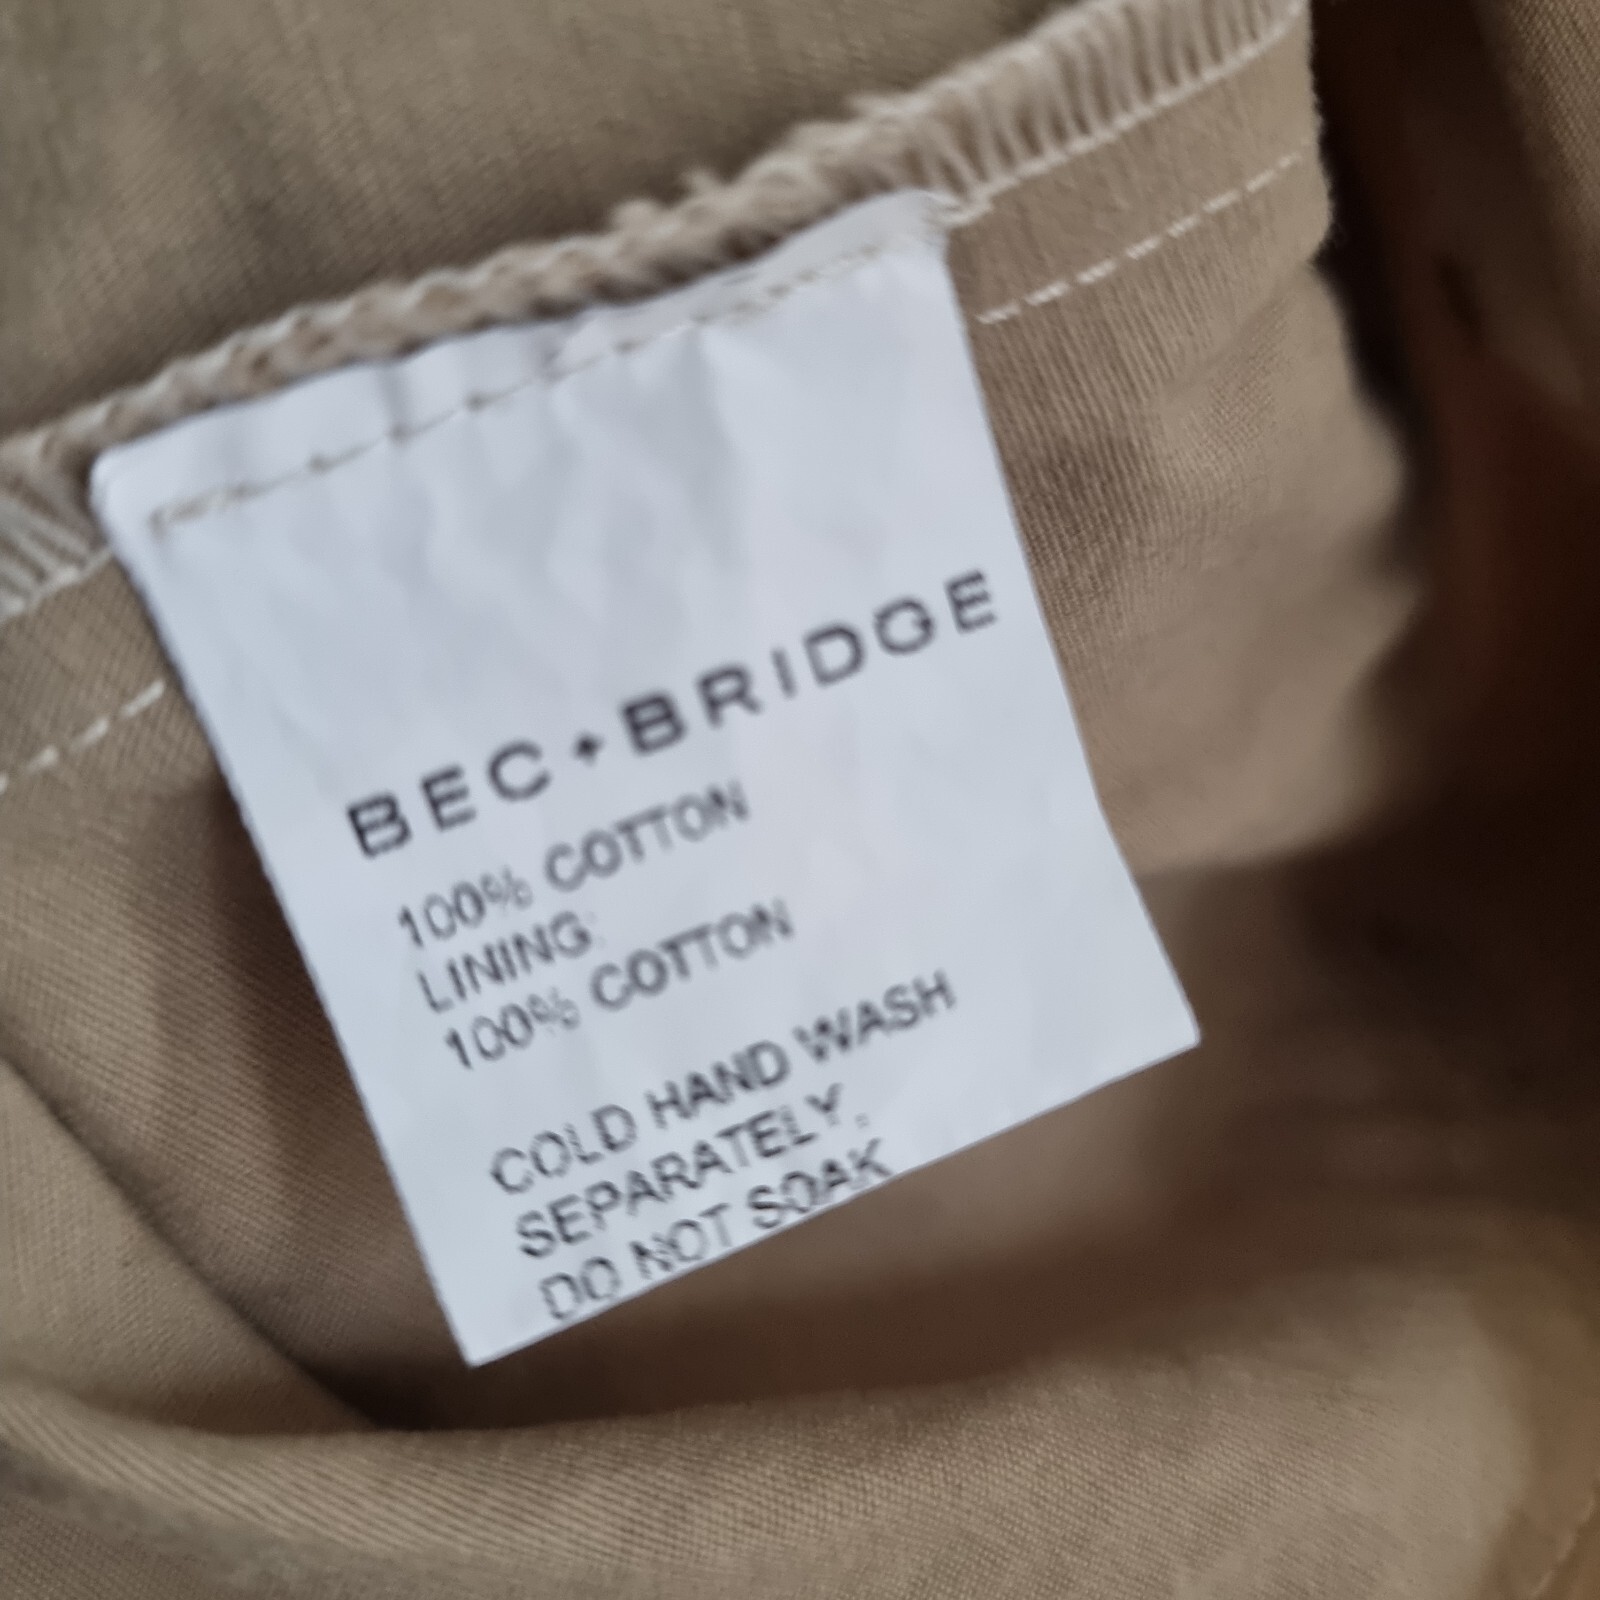 BEC+BRIDGE
100% COTTON
LINING:
100% COTTON
COLD HAND WASH
SEPARATELY.
DO NOT SOAK